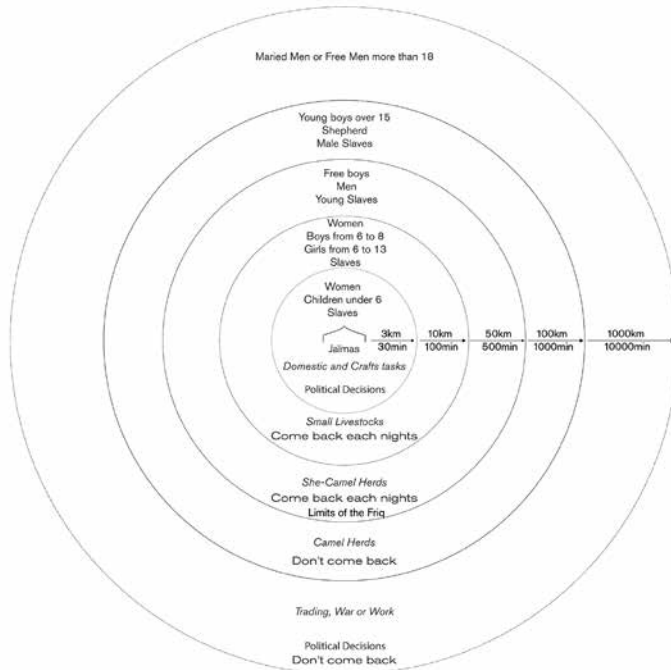 Maried Men or Free Men more than 18
Young boys over 15
Shepherd
Male Slaves
Free boys
Men
Young Slaves
Women
Boys from 6 to 8
Girls from 6 to 13
Slaves
Women
Children under 6
Slaves
3km
30min
10km
100min
50km
500min
100km
1000min
1000km
10000min
Jaïmas
Domestic and Crafts tasks
Political Decisions
Small Livestocks
Come back each nights
She-Camel Herds
Come back each nights
Limits of the Friq
Camel Herds
Don't come back
Trading, War or Work
Political Decisions
Don't come back